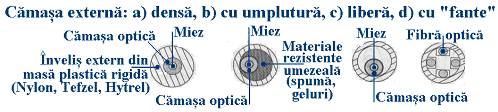 Cămașa externă: a) densă, b) cu umplutură, c) liberă, d) cu "fante"
Cămașa optică
Miez
Înveliș extern din
masă plastică rigidă
(Nylon, Tefzel, Hytrel)
Miez
Materiale
rezistente
umezeală
(spumă,
geluri)
Cămașa optică
Miez
Cămașa optică
Fibră optică